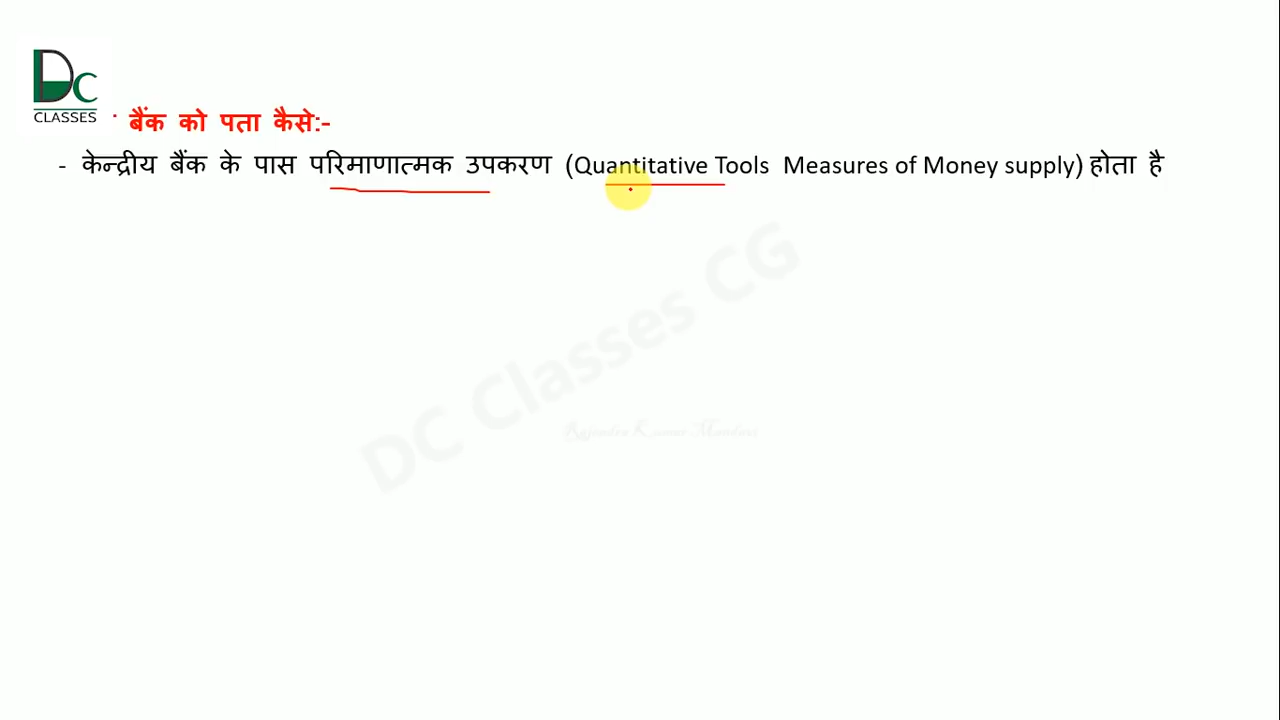 DC
CLASSES
बैंक को पता कैसे:-
- केन्द्रीय बैंक के पास परिमाणात्मक उपकरण (Quantitative Tools Measures of Money supply) होता है
DC Classes CG